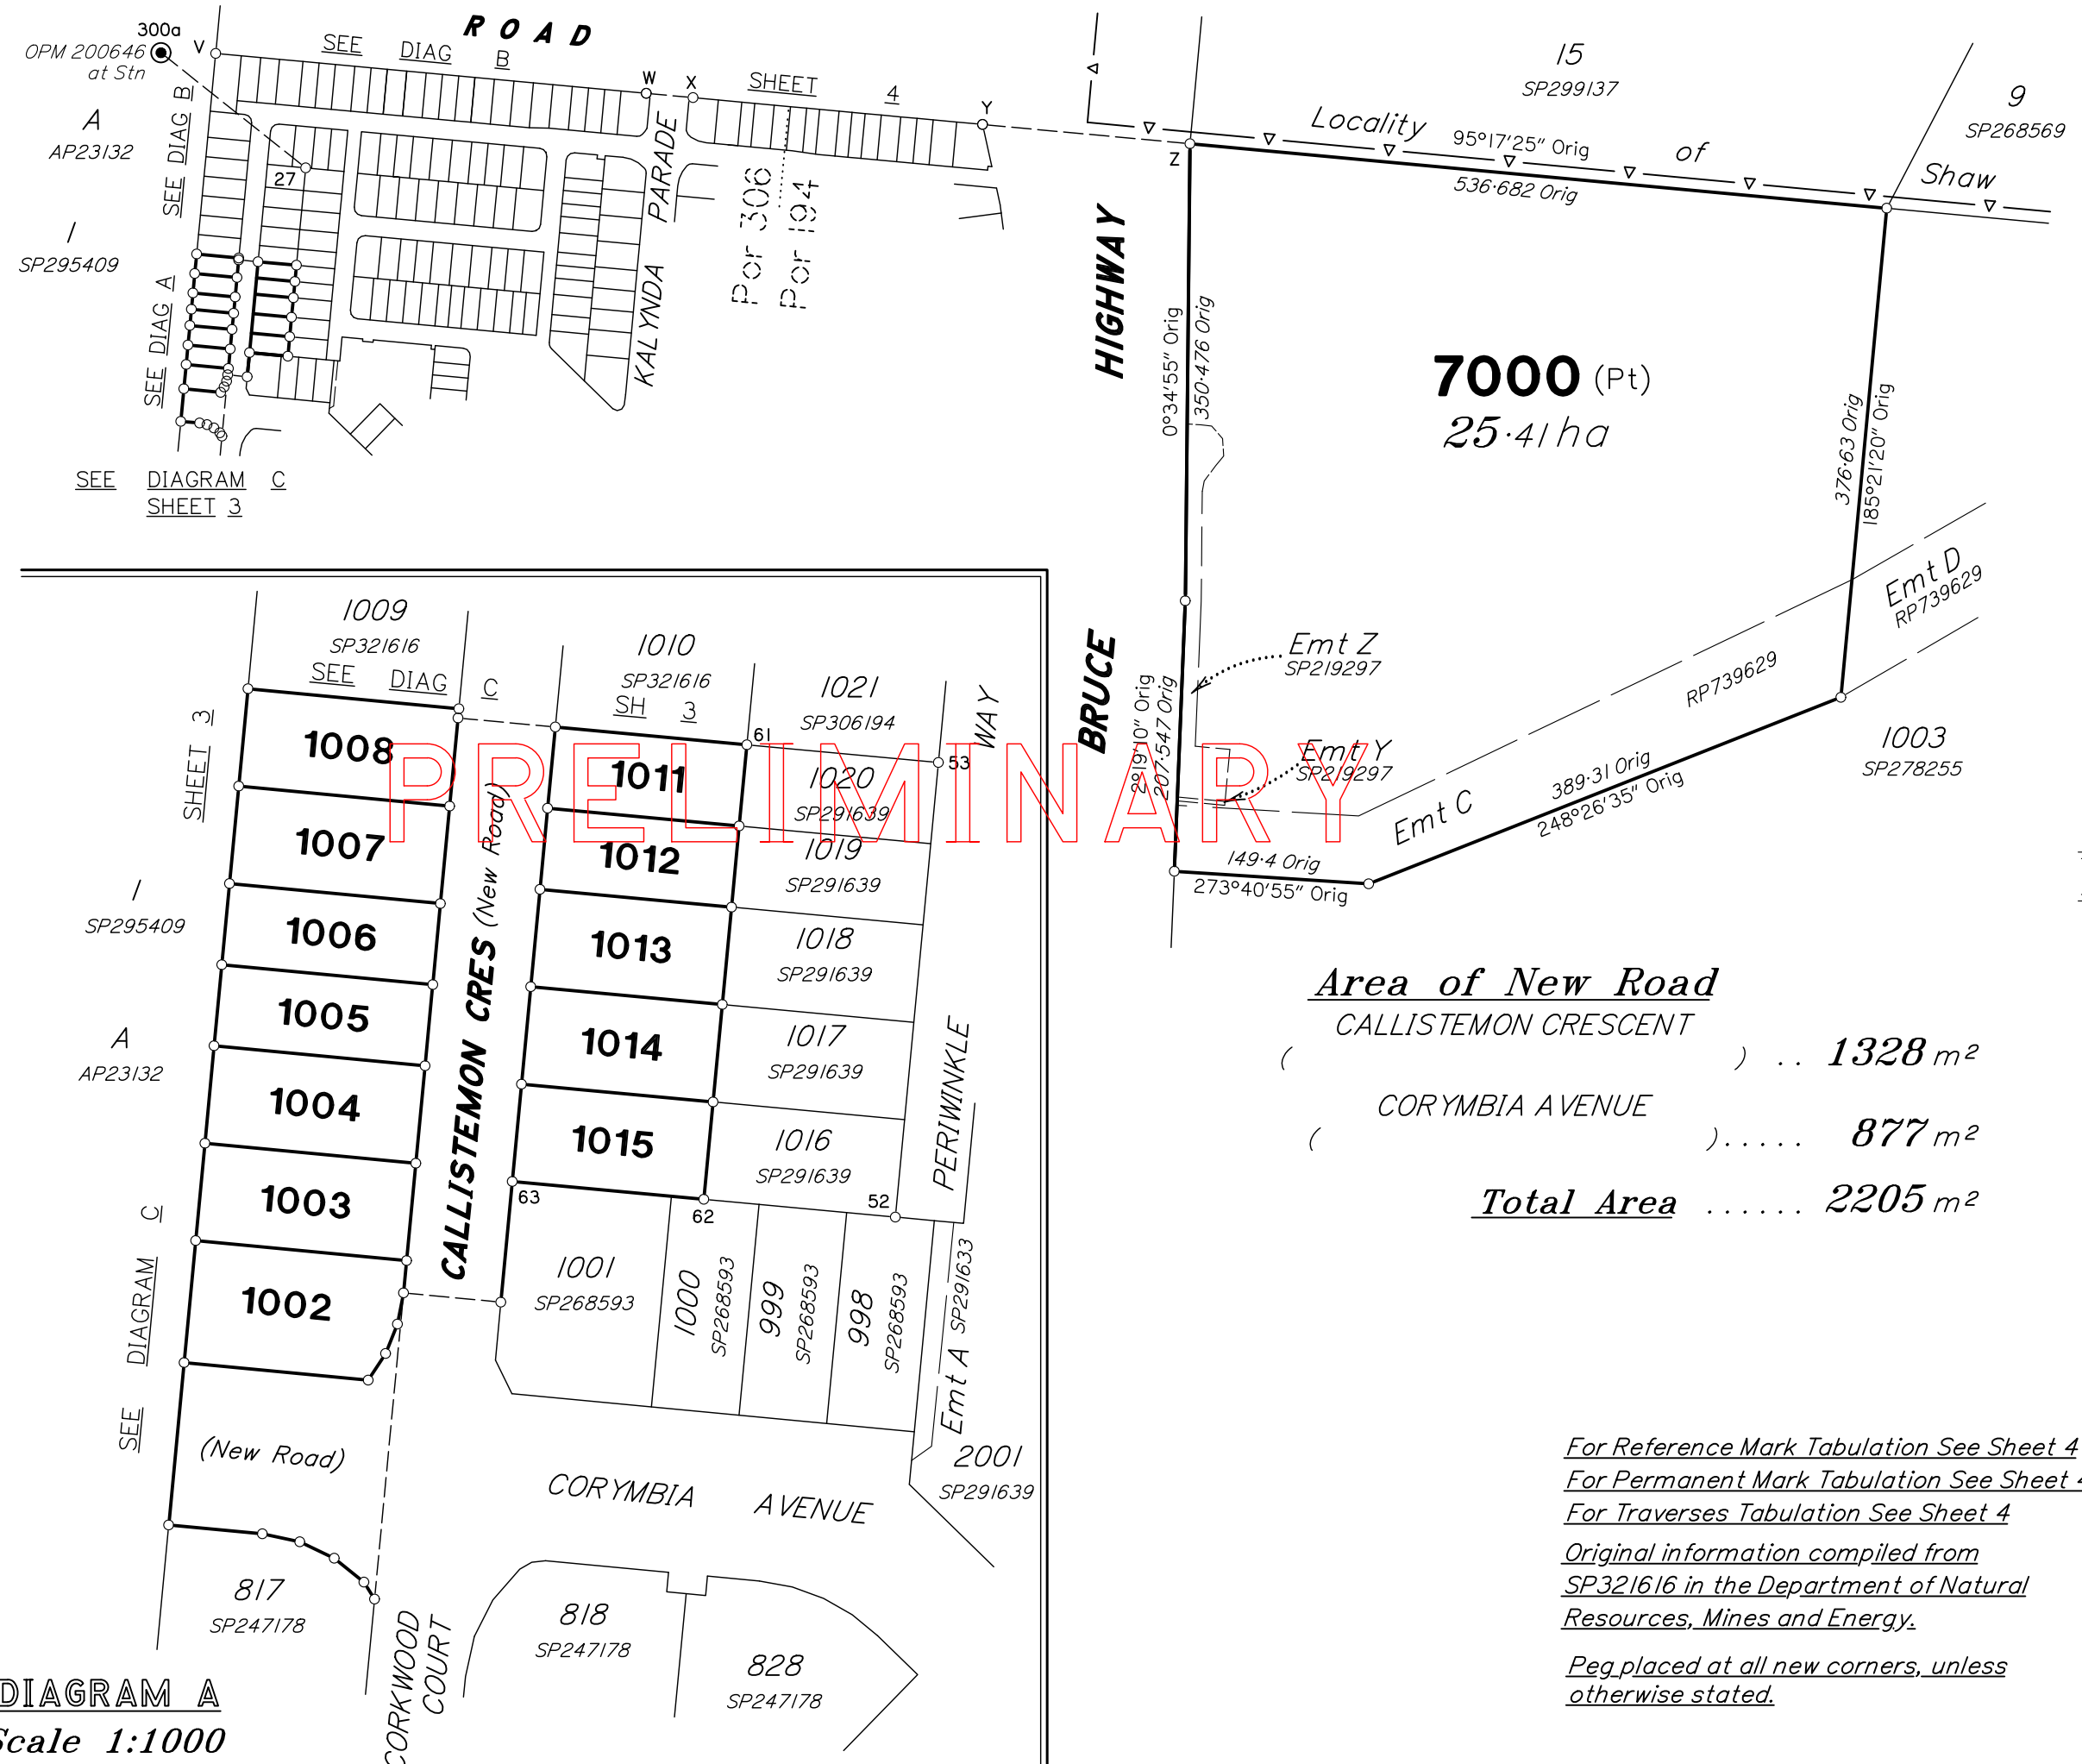 ROAD
300a
OPM 200646
at Stn
V
SEE DIAG B
W
X
SHEET 4
Y
A
AP23132
SEE DIAG B
27
1
SP295409
SEE DIAG A
KALYNDA PARADE
Por 306
Por 194
SEE DIAGRAM C
SHEET 3
15
SP299137
9
SP268569
Locality of Shaw
95°17'25" Orig
536·682 Orig
Z
BRUCE HIGHWAY
0°34'55" Orig
350·476 Orig
7000 (Pt)
25·41 ha
376·63 Orig
185°21'20" Orig
Emt D
RP739629
RP739629
Emt Z
SP219297
2°19'10" Orig
207·547 Orig
Emt Y
SP219297
Emt C
389·31 Orig
248°26'35" Orig
149·4 Orig
273°40'55" Orig
1003
SP278255
PRELIMINARY
1009
SP321616
SEE DIAG C
1010
SP321616
SH 3
1021
SP306194
WAY
SHEET 3
1008
61
53
1011
1020
SP291639
1007
1012
1019
SP291639
1
SP295409
1006
1013
1018
SP291639
CALLISTEMON CRES (New Road)
1005
A
AP23132
1014
1017
SP291639
PERIWINKLE
1004
1015
1016
SP291639
1003
63
62
52
SEE DIAGRAM C
1002
1001
SP268593
1000
SP268593
999
SP268593
998
SP268593
Emt A SP291633
(New Road)
CORYMBIA AVENUE
2001
SP291639
817
SP247178
818
SP247178
828
SP247178
CORKWOOD
COURT
DIAGRAM A
Scale 1:1000
Area of New Road
CALLISTEMON CRESCENT
( ) .. 1328 m²
CORYMBIA AVENUE
( )..... 877 m²
Total Area ...... 2205 m²
For Reference Mark Tabulation See Sheet 4
For Permanent Mark Tabulation See Sheet 4
For Traverses Tabulation See Sheet 4
Original information compiled from
SP321616 in the Department of Natural
Resources, Mines and Energy.
Peg placed at all new corners, unless
otherwise stated.